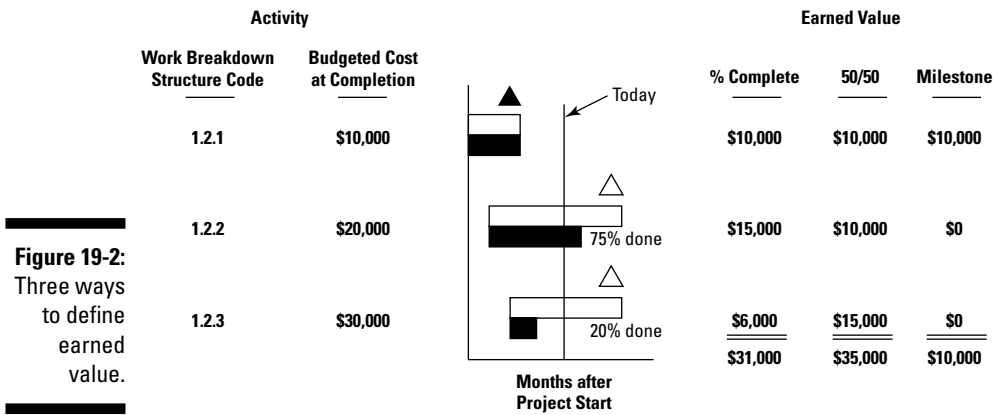 Activity
Earned Value
Work Breakdown
Structure Code
Budgeted Cost
at Completion
% Complete
50/50
Milestone
Today
1.2.1
$10,000
$10,000
$10,000
$10,000
1.2.2
$20,000
75% done
$15,000
$10,000
$0
1.2.3
$30,000
20% done
$6,000
$15,000
$0
$31,000
$35,000
$10,000
Months after
Project Start
Figure 19-2:
Three ways
to define
earned
value.